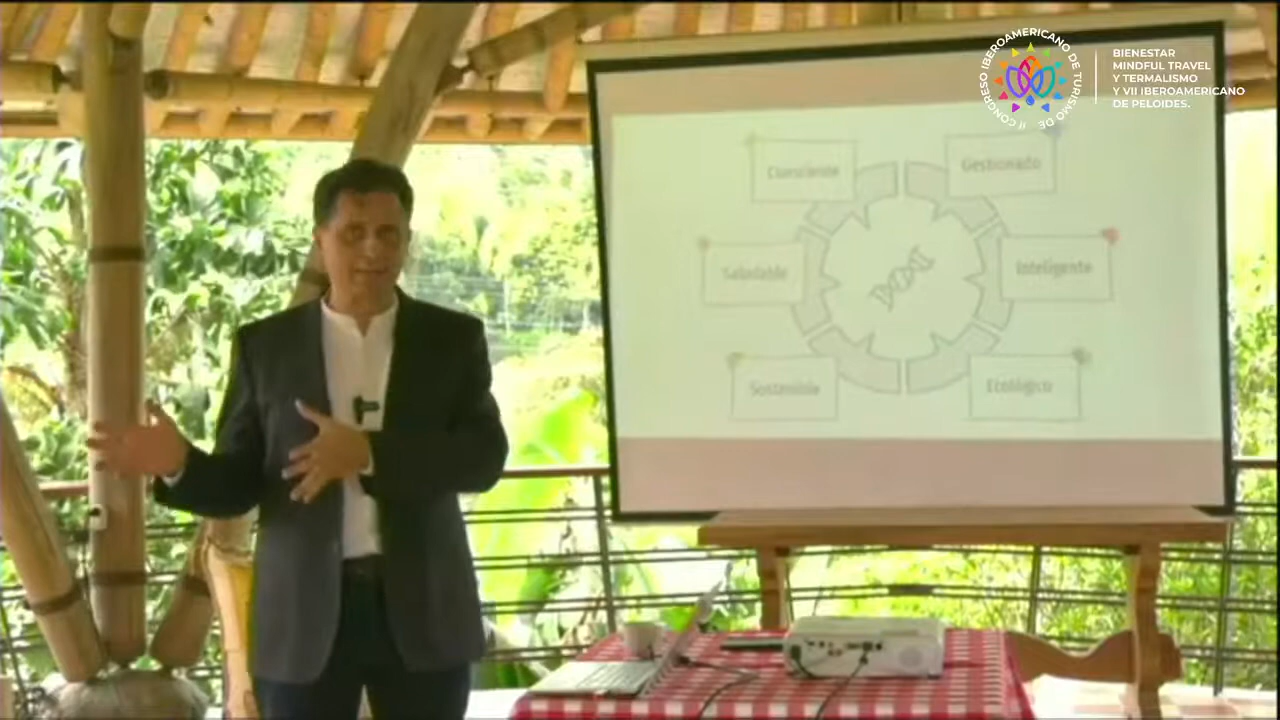 II CONGRESO IBEROAMERICANO DE TURISMO DE
BIENESTAR
MINDFUL TRAVEL
Y TERMALISMO
Y VII IBEROAMERICANO
DE PELOIDES.
Consciente
Gestionado
Saludable
Inteligente
Sostenible
Ecológico